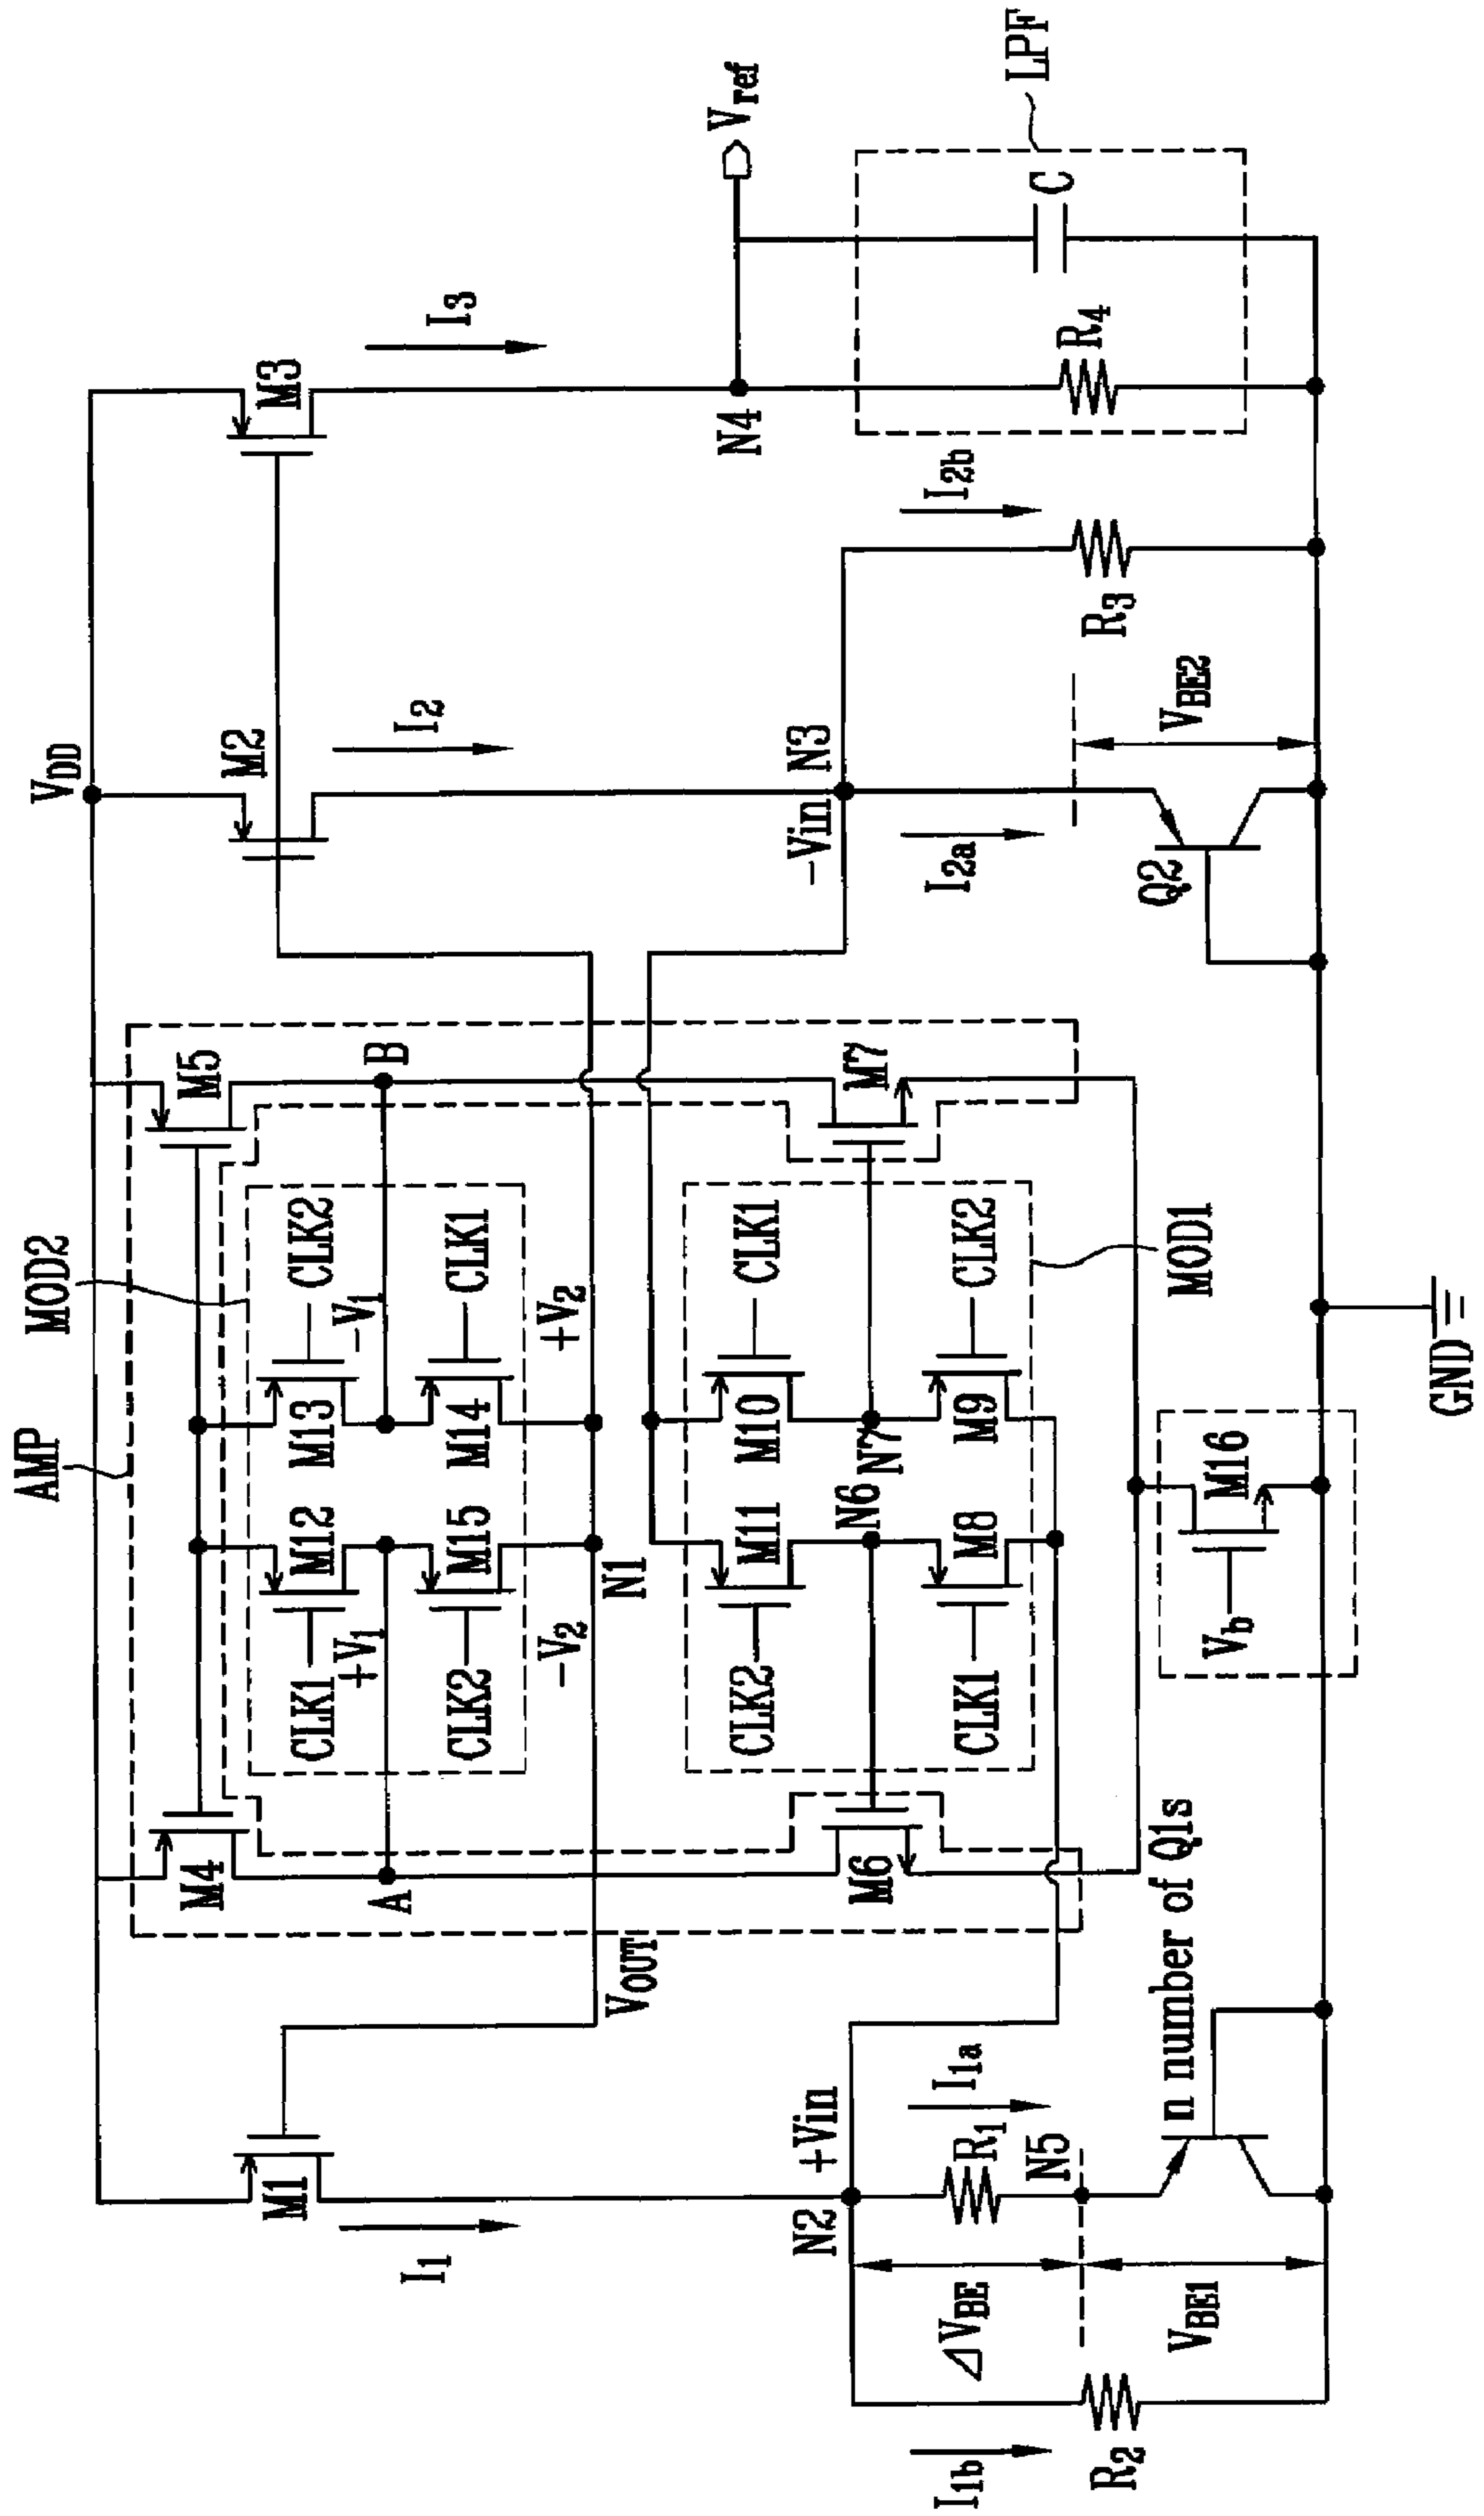 VDD
AMP
MOD2
M1
M4
M5
M2
M3
I1
I2
I3
CLK1
M12
M13
CLK2
+V1
-V1
A
B
CLK2
M15
M14
CLK1
-V2
+V2
VOUT
N1
CLK2
M11
M10
CLK1
N6
N7
M6
M7
CLK1
M8
M9
CLK2
MOD1
N2
+Vin
-Vin
N3
N4
Vref
I1b
ΔVBE
R1
I1a
I2a
I2b
N5
R2
VBE1
n number of Q1s
Vb
M16
Q2
VBE2
R3
R4
C
LPF
GND